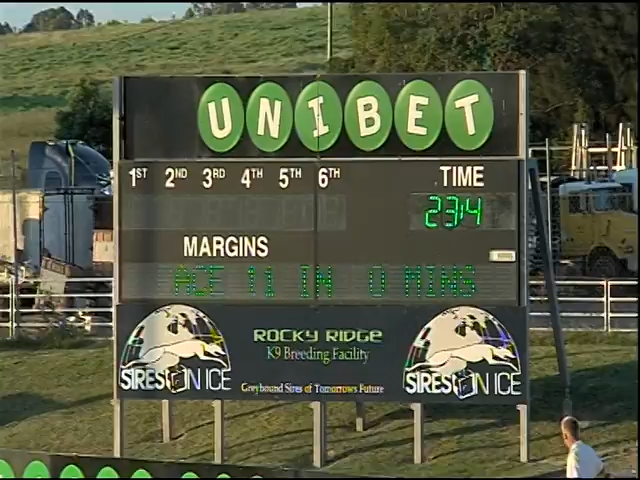 UNIBET
1ST 2ND 3RD 4TH 5TH 6TH TIME
23:4
MARGINS
ACE 11 IN 0 MINS
ROCKY RIDGE
K9 Breeding Facility
SIRES ON ICE
Greyhound Sires of Tomorrows Future
SIRES ON ICE